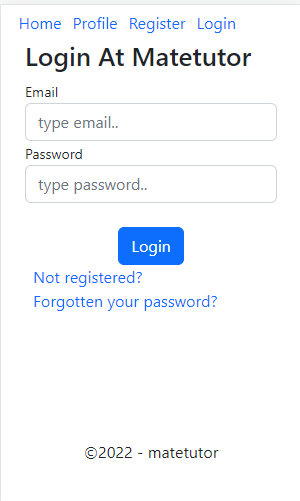 Home Profile Register Login
Login At Matetutor
Email
type email..
Password
type password..
Login
Not registered?
Forgotten your password?
©2022 - matetutor